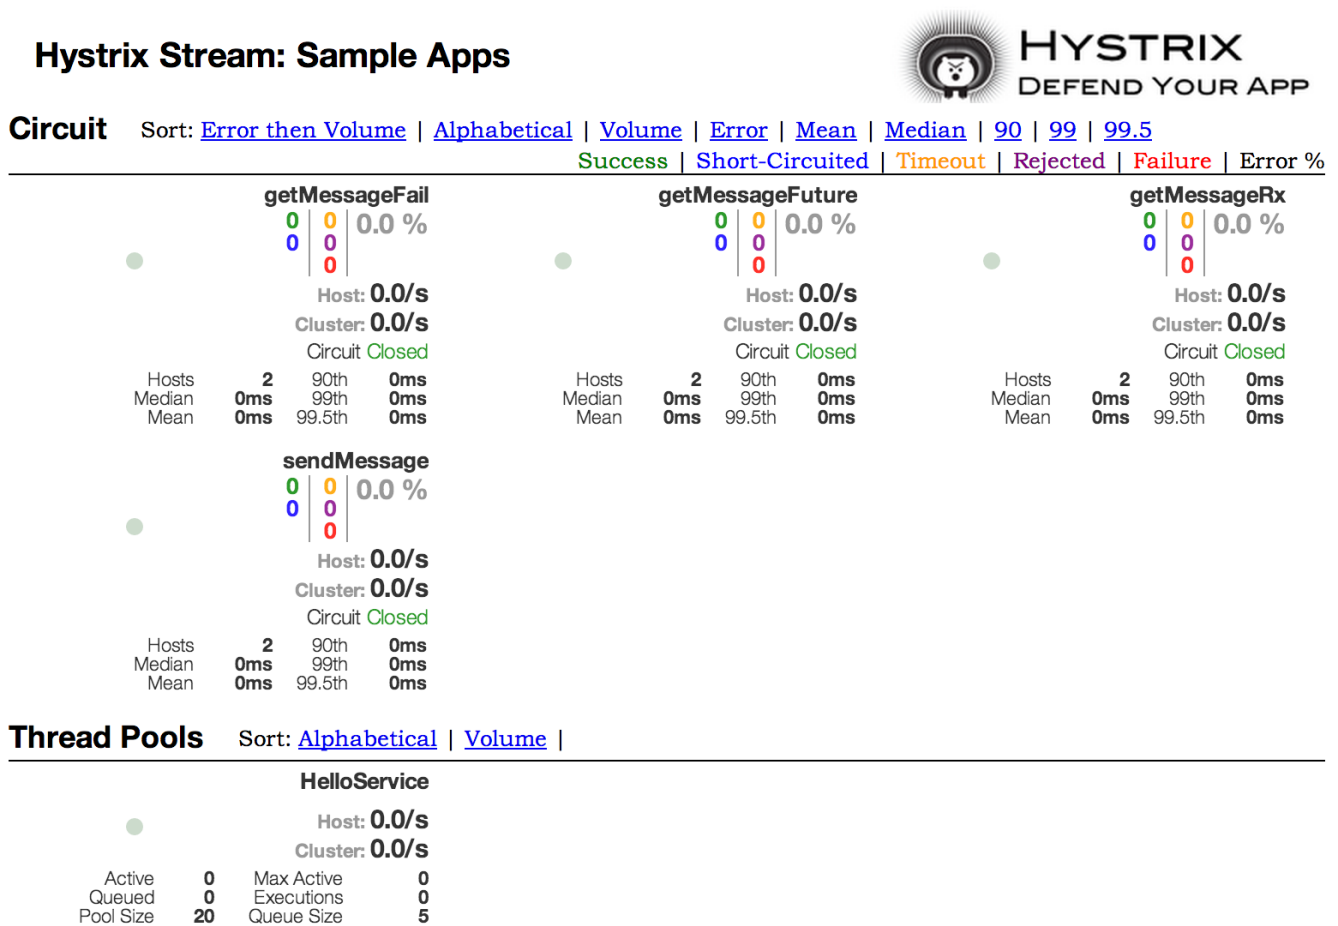 Hystrix Stream: Sample Apps
HYSTRIX
DEFEND YOUR APP
Circuit Sort: Error then Volume | Alphabetical | Volume | Error | Mean | Median | 90 | 99 | 99.5
Success | Short-Circuited | Timeout | Rejected | Failure | Error %
getMessageFail getMessageFuture getMessageRx
0 0 0.0 % 0 0 0.0 % 0 0 0.0 %
0 0 0 0 0 0
0 0 0
Host: 0.0/s Host: 0.0/s Host: 0.0/s
Cluster: 0.0/s Cluster: 0.0/s Cluster: 0.0/s
Circuit Closed Circuit Closed Circuit Closed
Hosts 2 90th 0ms Hosts 2 90th 0ms Hosts 2 90th 0ms
Median 0ms 99th 0ms Median 0ms 99th 0ms Median 0ms 99th 0ms
Mean 0ms 99.5th 0ms Mean 0ms 99.5th 0ms Mean 0ms 99.5th 0ms
sendMessage
0 0 0.0 %
0 0
0
Host: 0.0/s
Cluster: 0.0/s
Circuit Closed
Hosts 2 90th 0ms
Median 0ms 99th 0ms
Mean 0ms 99.5th 0ms
Thread Pools Sort: Alphabetical | Volume |
HelloService
Host: 0.0/s
Cluster: 0.0/s
Active 0 Max Active 0
Queued 0 Executions 0
Pool Size 20 Queue Size 5